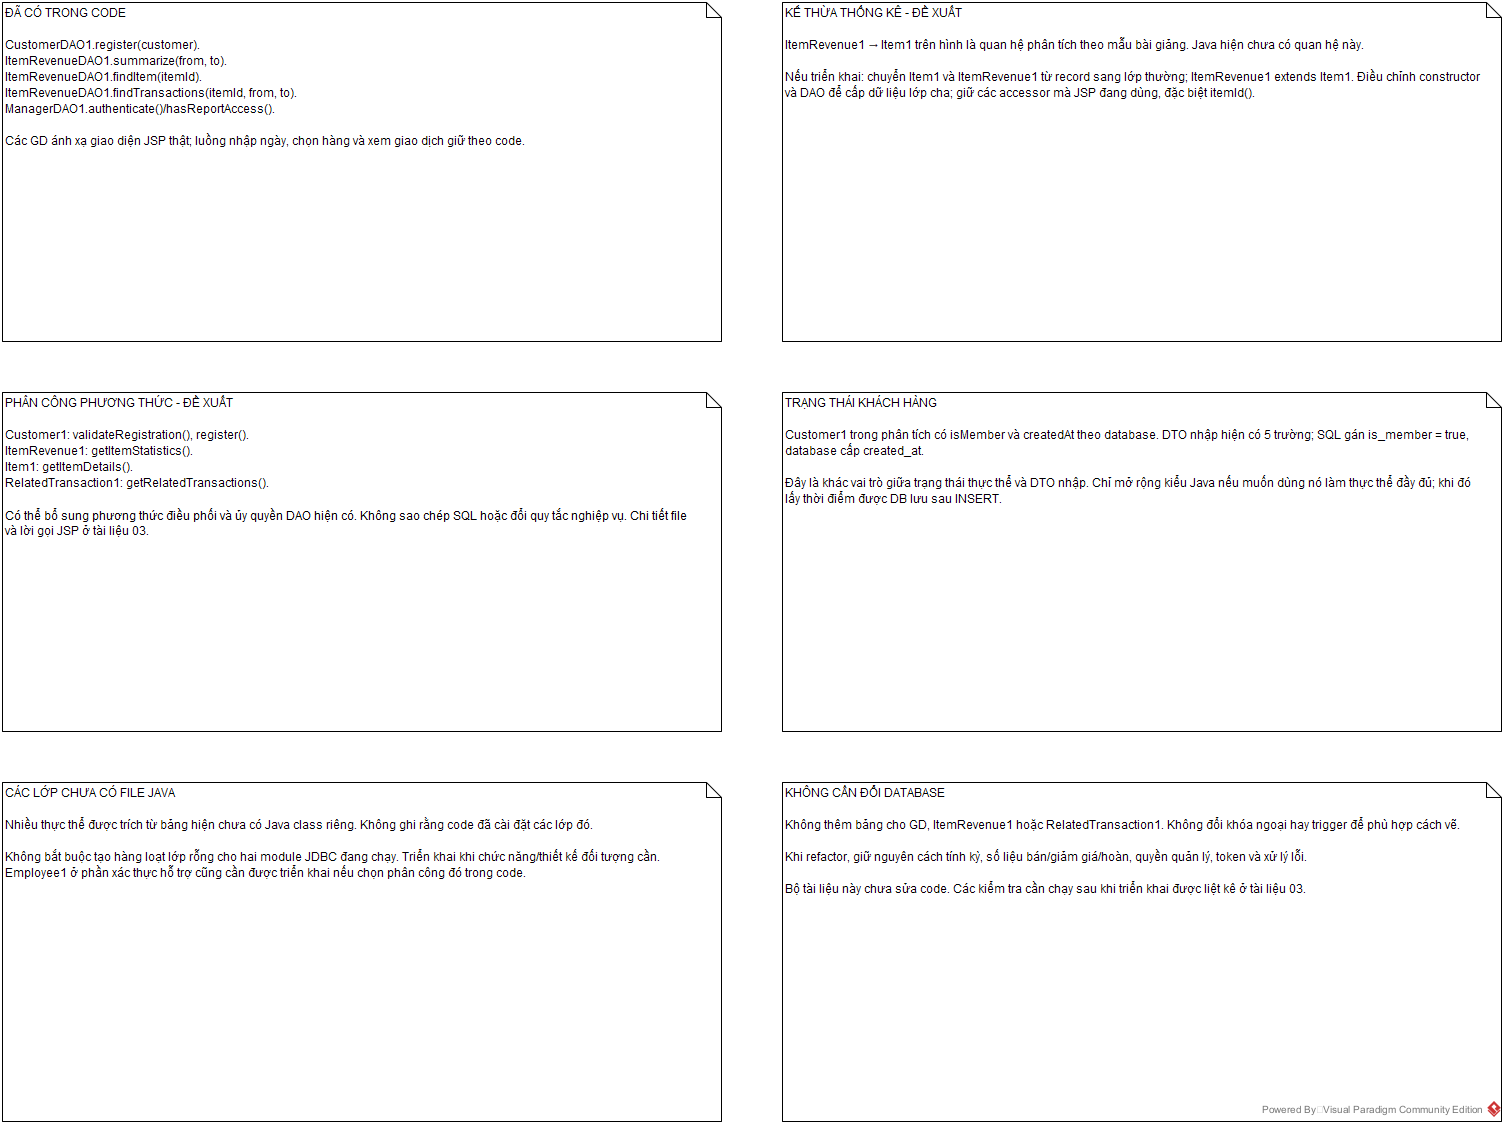 ĐÃ CÓ TRONG CODE
CustomerDAO1.register(customer).
ItemRevenueDAO1.summarize(from, to).
ItemRevenueDAO1.findItem(itemId).
ItemRevenueDAO1.findTransactions(itemId, from, to).
ManagerDAO1.authenticate()/hasReportAccess().
Các GD ánh xạ giao diện JSP thật; luồng nhập ngày, chọn hàng và xem giao dịch giữ theo code.
KẾ THỪA THỐNG KÊ - ĐỀ XUẤT
ItemRevenue1 → Item1 trên hình là quan hệ phân tích theo mẫu bài giảng. Java hiện chưa có quan hệ này.
Nếu triển khai: chuyển Item1 và ItemRevenue1 từ record sang lớp thường; ItemRevenue1 extends Item1. Điều chỉnh constructor
và DAO để cấp dữ liệu lớp cha; giữ các accessor mà JSP đang dùng, đặc biệt itemId().
PHÂN CÔNG PHƯƠNG THỨC - ĐỀ XUẤT
Customer1: validateRegistration(), register().
ItemRevenue1: getItemStatistics().
Item1: getItemDetails().
RelatedTransaction1: getRelatedTransactions().
Có thể bổ sung phương thức điều phối và ủy quyền DAO hiện có. Không sao chép SQL hoặc đổi quy tắc nghiệp vụ. Chi tiết file
và lời gọi JSP ở tài liệu 03.
TRẠNG THÁI KHÁCH HÀNG
Customer1 trong phân tích có isMember và createdAt theo database. DTO nhập hiện có 5 trường; SQL gán is_member = true,
database cấp created_at.
Đây là khác vai trò giữa trạng thái thực thể và DTO nhập. Chỉ mở rộng kiểu Java nếu muốn dùng nó làm thực thể đầy đủ; khi đó
lấy thời điểm được DB lưu sau INSERT.
CÁC LỚP CHƯA CÓ FILE JAVA
Nhiều thực thể được trích từ bảng hiện chưa có Java class riêng. Không ghi rằng code đã cài đặt các lớp đó.
Không bắt buộc tạo hàng loạt lớp rỗng cho hai module JDBC đang chạy. Triển khai khi chức năng/thiết kế đối tượng cần.
Employee1 ở phần xác thực hỗ trợ cũng cần được triển khai nếu chọn phân công đó trong code.
KHÔNG CẦN ĐỔI DATABASE
Không thêm bảng cho GD, ItemRevenue1 hoặc RelatedTransaction1. Không đổi khóa ngoại hay trigger để phù hợp cách vẽ.
Khi refactor, giữ nguyên cách tính kỳ, số liệu bán/giảm giá/hoàn, quyền quản lý, token và xử lý lỗi.
Bộ tài liệu này chưa sửa code. Các kiểm tra cần chạy sau khi triển khai được liệt kê ở tài liệu 03.
Powered By Visual Paradigm Community Edition